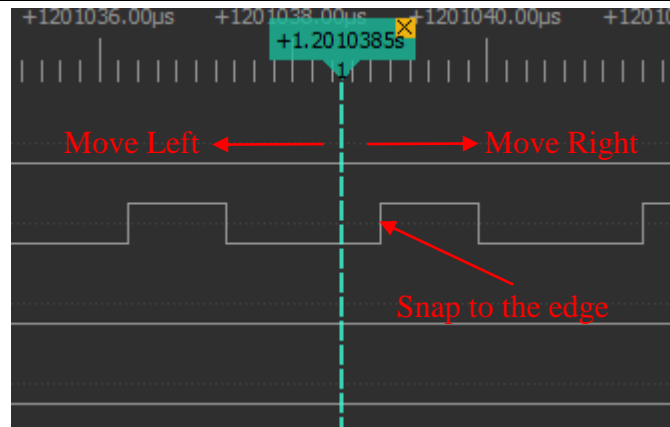 +1201036.00µs +1201038.00µs +1201040.00µs
+1.2010385s
1
Move Left Move Right
Snap to the edge